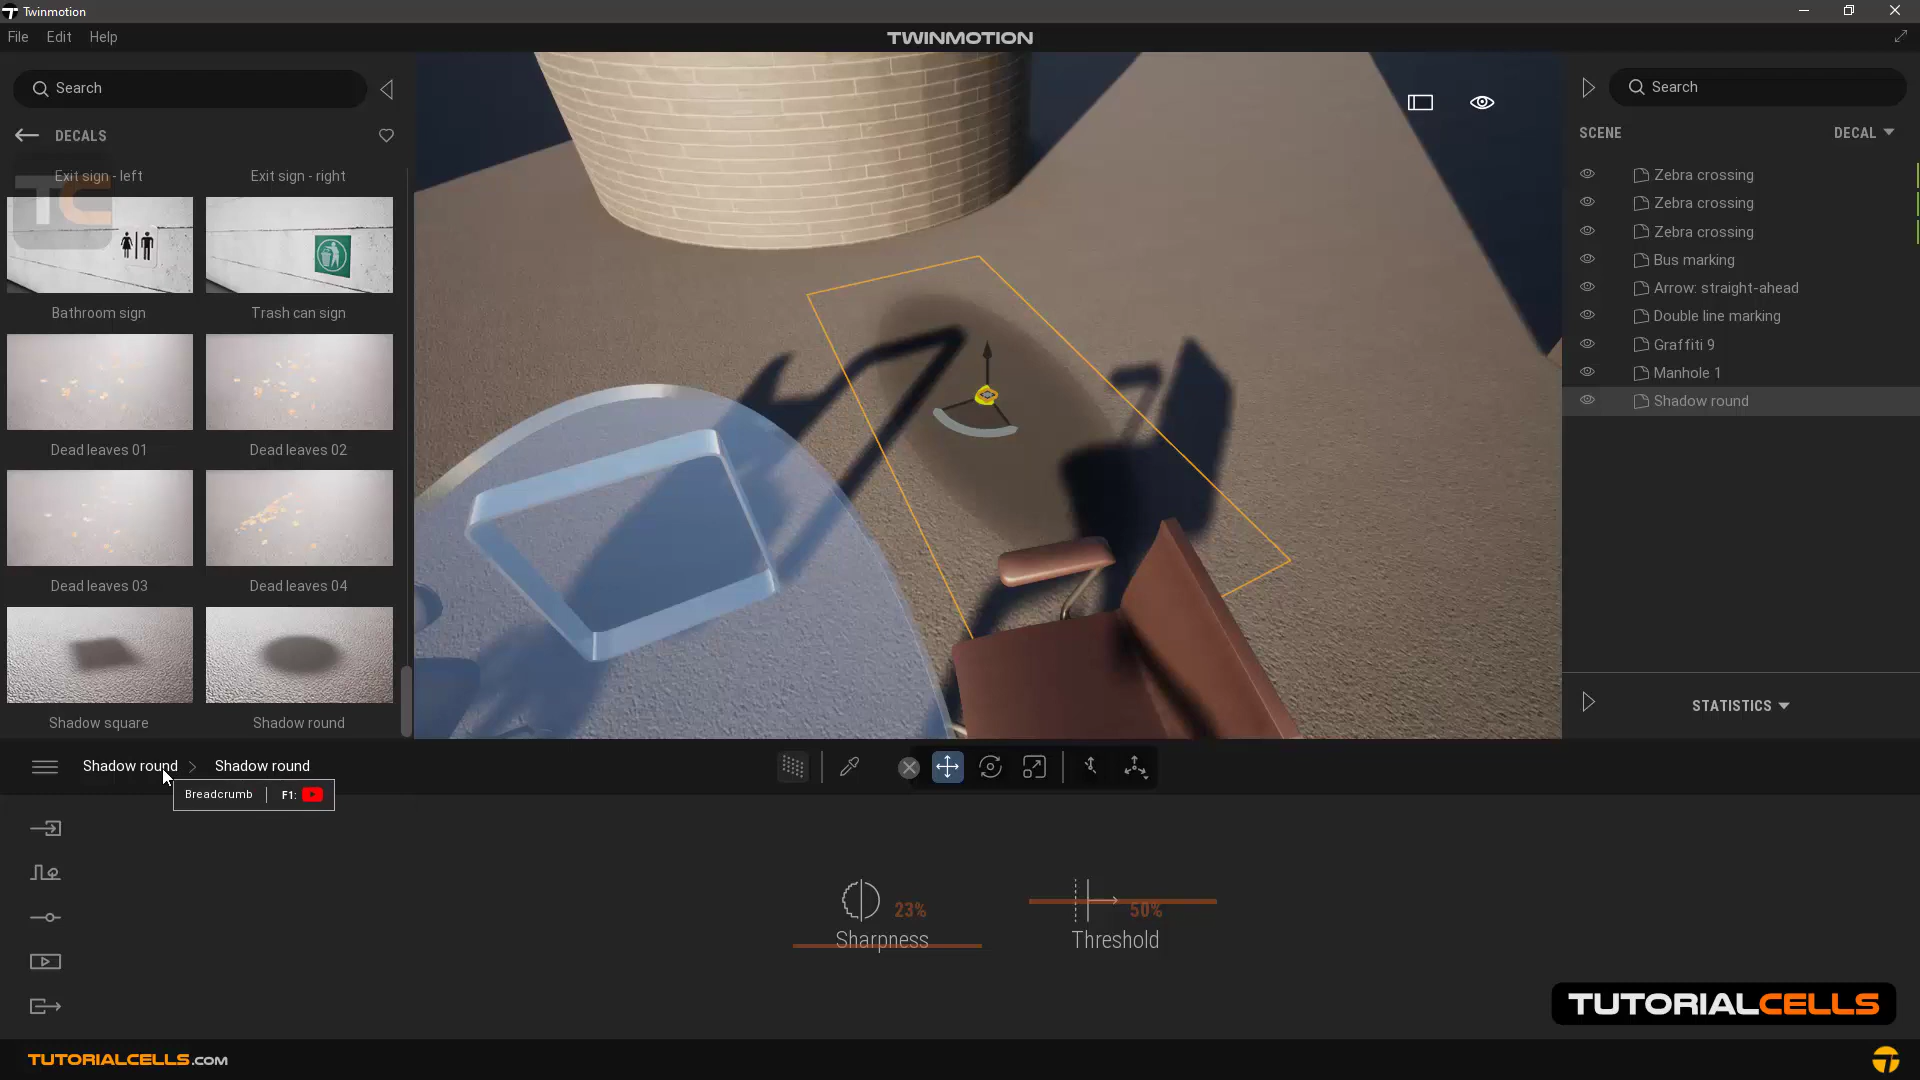 Twinmotion
File Edit Help
TWINMOTION
Search
DECALS
Exit sign - left
Exit sign - right
TC
Bathroom sign
Trash can sign
Dead leaves 01
Dead leaves 02
Dead leaves 03
Dead leaves 04
Shadow square
Shadow round
Search
SCENE
DECAL
Zebra crossing
Zebra crossing
Zebra crossing
Bus marking
Arrow: straight-ahead
Double line marking
Graffiti 9
Manhole 1
Shadow round
STATISTICS
Shadow round
Shadow round
Breadcrumb F1:
23%
Sharpness
50%
Threshold
TUTORIALCELLS
TUTORIALCELLS.COM